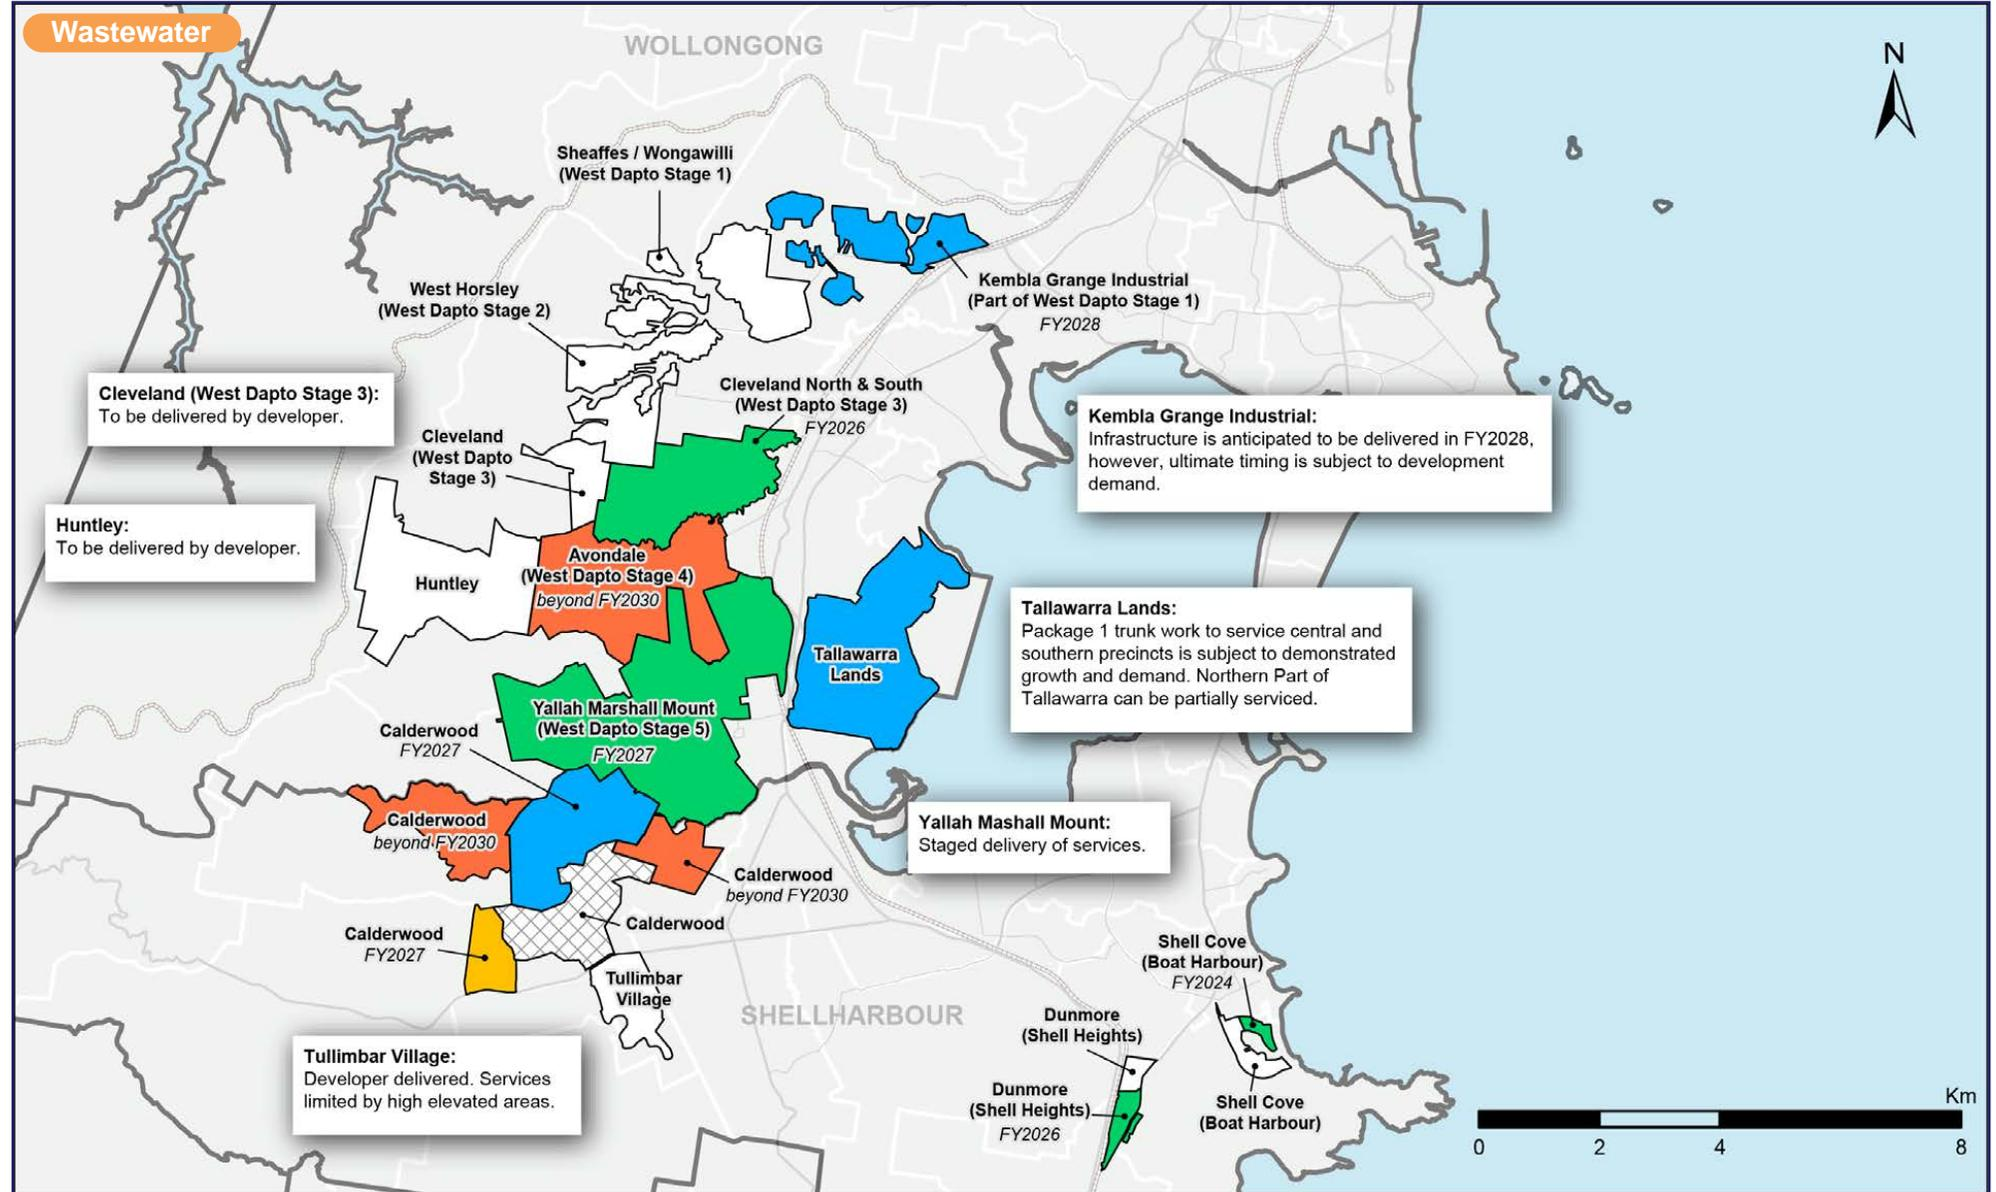 Wastewater
WOLLONGONG
N
Sheaffes / Wongawilli
(West Dapto Stage 1)
West Horsley
(West Dapto Stage 2)
Kembla Grange Industrial
(Part of West Dapto Stage 1)
FY2028
Cleveland (West Dapto Stage 3):
To be delivered by developer.
Cleveland North & South
(West Dapto Stage 3)
FY2026
Kembla Grange Industrial:
Infrastructure is anticipated to be delivered in FY2028,
however, ultimate timing is subject to development
demand.
Cleveland
(West Dapto
Stage 3)
Huntley:
To be delivered by developer.
Huntley
Avondale
(West Dapto Stage 4)
beyond FY2030
Tallawarra
Lands
Tallawarra Lands:
Package 1 trunk work to service central and
southern precincts is subject to demonstrated
growth and demand. Northern Part of
Tallawarra can be partially serviced.
Yallah Marshall Mount
(West Dapto Stage 5)
FY2027
Calderwood
FY2027
Calderwood
beyond FY2030
Yallah Mashall Mount:
Staged delivery of services.
Calderwood
beyond FY2030
Calderwood
Calderwood
FY2027
Tullimbar
Village
SHELLHARBOUR
Shell Cove
(Boat Harbour)
FY2024
Dunmore
(Shell Heights)
Tullimbar Village:
Developer delivered. Services
limited by high elevated areas.
Dunmore
(Shell Heights)
FY2026
Shell Cove
(Boat Harbour)
Km
0 2 4 8